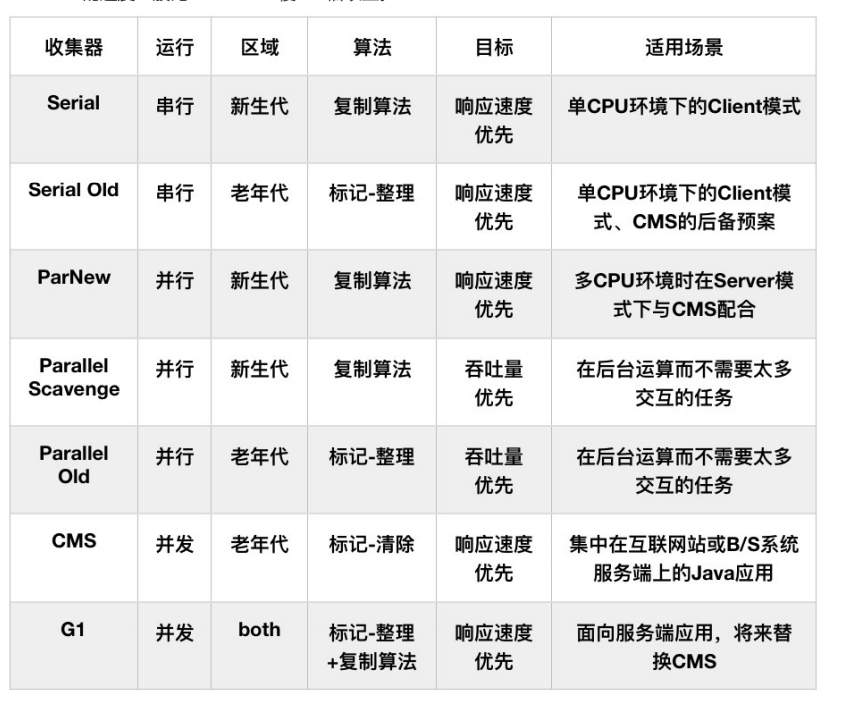 收集器 运行 区域 算法 目标 适用场景
Serial 串行 新生代 复制算法 响应速度 单CPU环境下的Client模式
优先
Serial Old 串行 老年代 标记-整理 响应速度 单CPU环境下的Client模
优先 式、CMS的后备预案
ParNew 并行 新生代 复制算法 响应速度 多CPU环境时在Server模
优先 式下与CMS配合
Parallel 并行 新生代 复制算法 吞吐量 在后台运算而不需要太多
Scavenge 优先 交互的任务
Parallel 并行 老年代 标记-整理 吞吐量 在后台运算而不需要太多
Old 优先 交互的任务
CMS 并发 老年代 标记-清除 响应速度 集中在互联网站或B/S系统
优先 服务端上的Java应用
G1 并发 both 标记-整理 响应速度 面向服务端应用，将来替
+复制算法 优先 换CMS